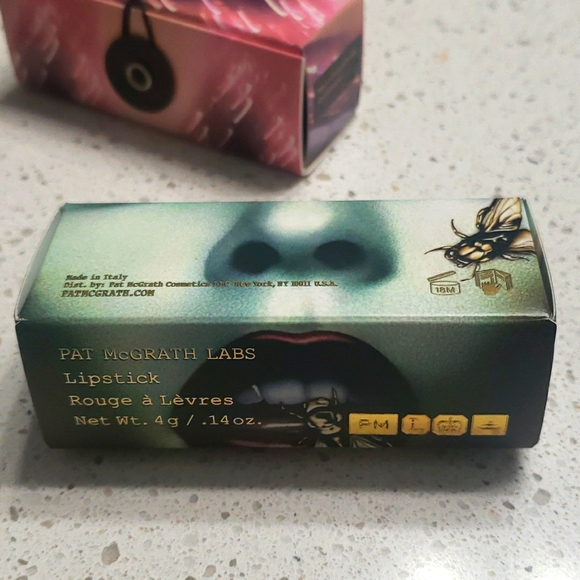 Made in Italy
Dist. by: Pat McGrath Cosmetics LLC New York, NY 10011 U.S.A.
PATMCGRATH.COM
18M
PAT McGRATH LABS
Lipstick
Rouge à Lèvres
Net Wt. 4 g / .14 oz.
PM L